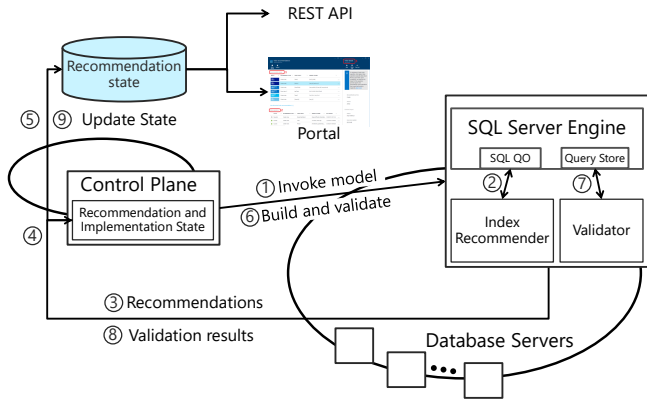 REST API
Recommendation
state
Portal
⑤ ⑨ Update State
SQL Server Engine
SQL QO
Query Store
Control Plane
① Invoke model
② ⑦
Recommendation and
Implementation State
⑥ Build and validate
④
Index
Recommender
Validator
③ Recommendations
⑧ Validation results
Database Servers